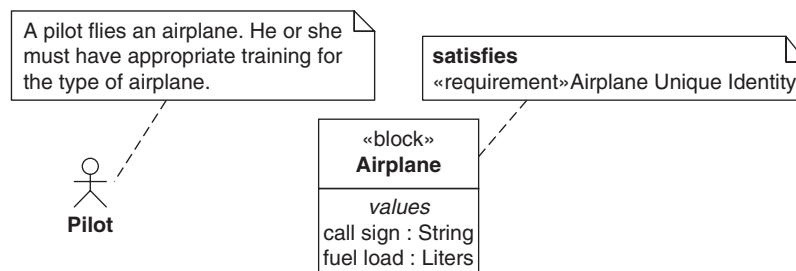 A pilot flies an airplane. He or she
must have appropriate training for
the type of airplane.
satisfies
«requirement»Airplane Unique Identity
«block»
Airplane
Pilot
values
call sign : String
fuel load : Liters